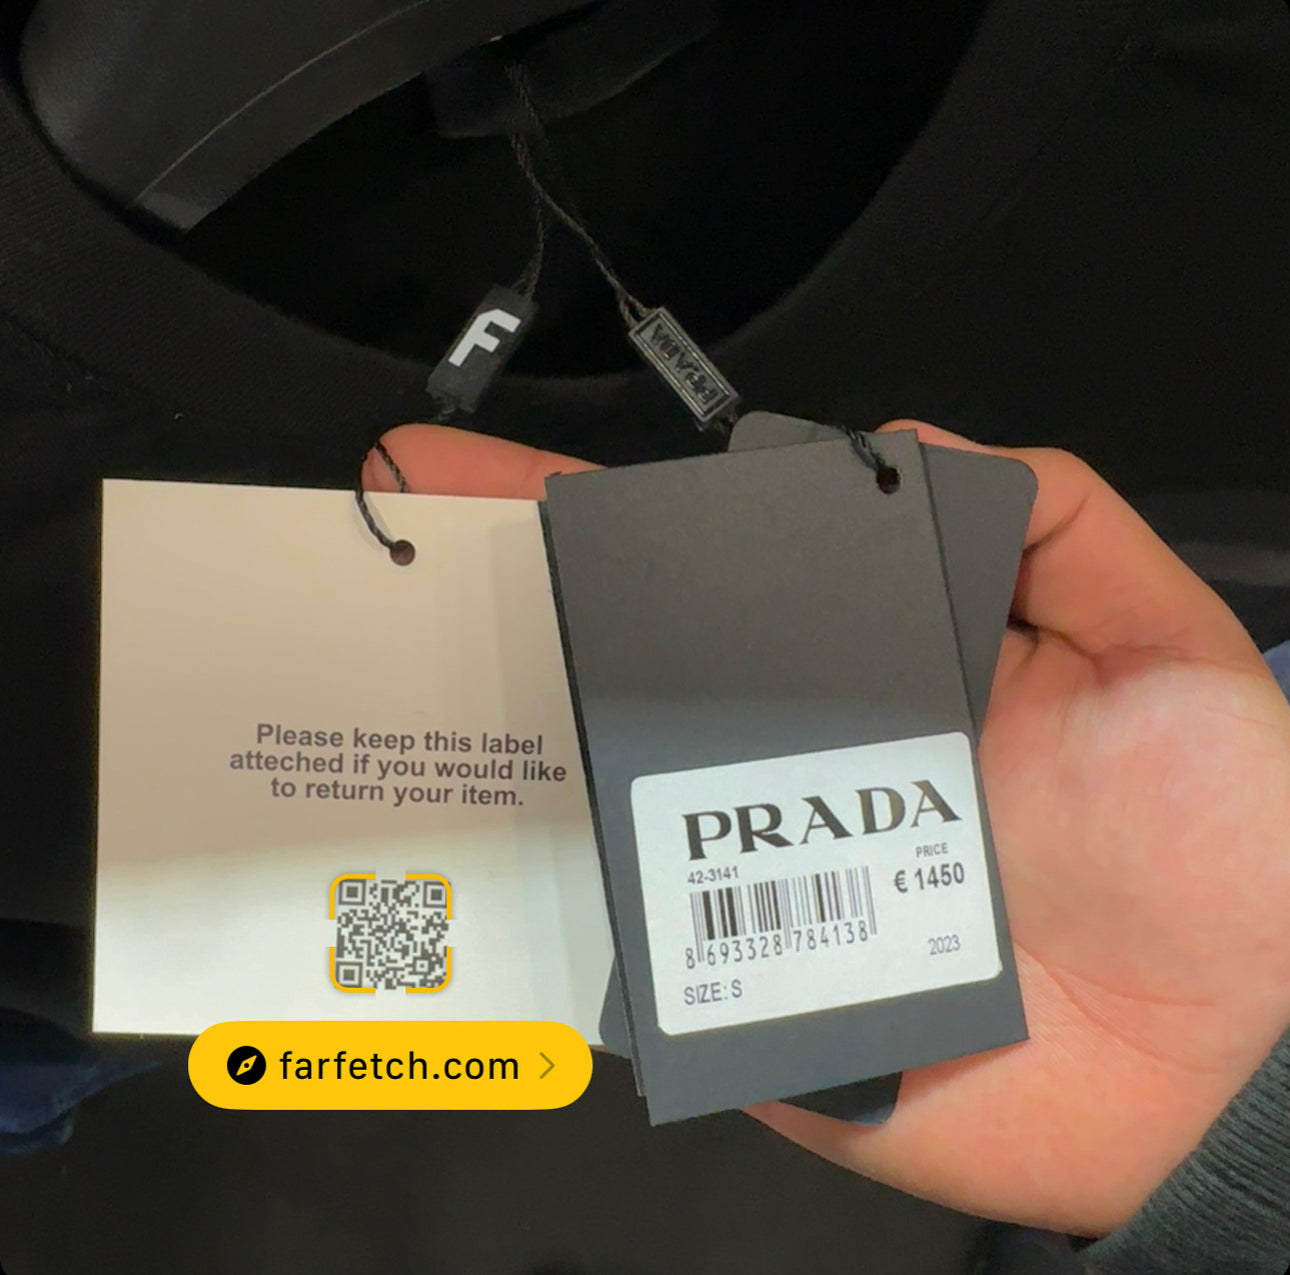 F
PRADA
Please keep this label
atteched if you would like
to return your item.
farfetch.com
PRADA
42-3141
PRICE
€ 1450
8 693328 784138
2023
SIZE: S